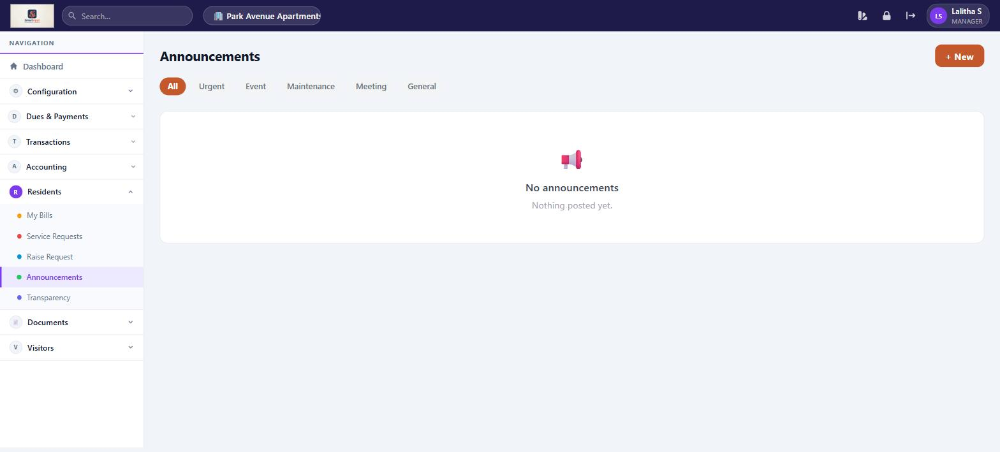 SmartAppt
Search...
Park Avenue Apartments
LS
Lalitha S
MANAGER
NAVIGATION
Dashboard
Configuration
D Dues & Payments
T Transactions
A Accounting
R Residents
My Bills
Service Requests
Raise Request
Announcements
Transparency
Documents
V Visitors
Announcements
+ New
All Urgent Event Maintenance Meeting General
No announcements
Nothing posted yet.